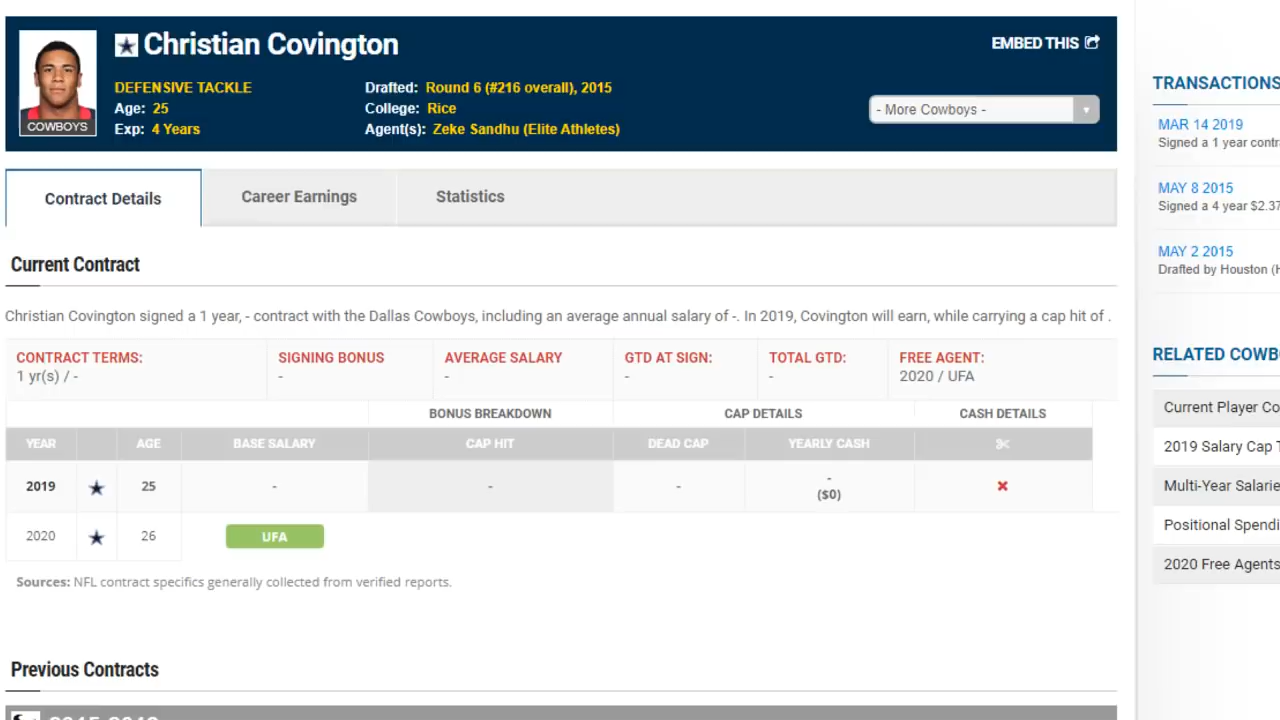 Christian Covington
EMBED THIS
DEFENSIVE TACKLE
Age: 25
Exp: 4 Years
Drafted: Round 6 (#216 overall), 2015
College: Rice
Agent(s): Zeke Sandhu (Elite Athletes)
- More Cowboys -
COWBOYS
Contract Details
Career Earnings
Statistics
Current Contract
Christian Covington signed a 1 year, - contract with the Dallas Cowboys, including an average annual salary of -. In 2019, Covington will earn, while carrying a cap hit of .
CONTRACT TERMS: SIGNING BONUS AVERAGE SALARY GTD AT SIGN: TOTAL GTD: FREE AGENT:
1 yr(s) / - - - - - 2020 / UFA
BONUS BREAKDOWN CAP DETAILS CASH DETAILS
YEAR AGE BASE SALARY CAP HIT DEAD CAP YEARLY CASH
2019 25 - - - -
($0)
2020 26 UFA
Sources: NFL contract specifics generally collected from verified reports.
Previous Contracts
TRANSACTIONS
MAR 14 2019
Signed a 1 year contr
MAY 8 2015
Signed a 4 year $2.37
MAY 2 2015
Drafted by Houston (H
RELATED COWB
Current Player Co
2019 Salary Cap T
Multi-Year Salarie
Positional Spendi
2020 Free Agents